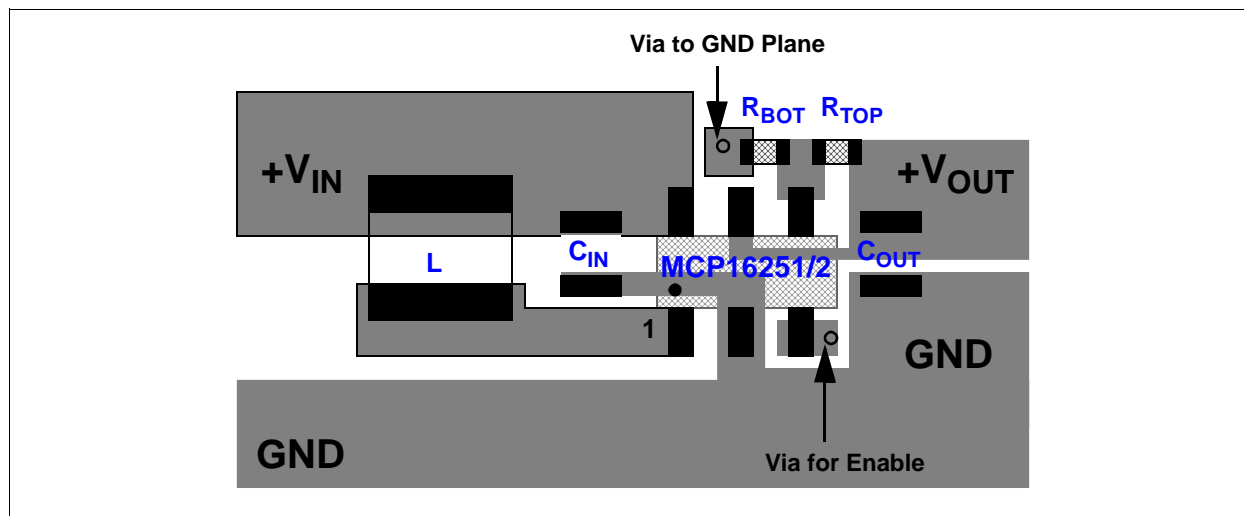 Via to GND Plane
RBOT RTOP
+VIN
+VOUT
L
CIN
MCP16251/2
COUT
1
GND
GND
Via for Enable